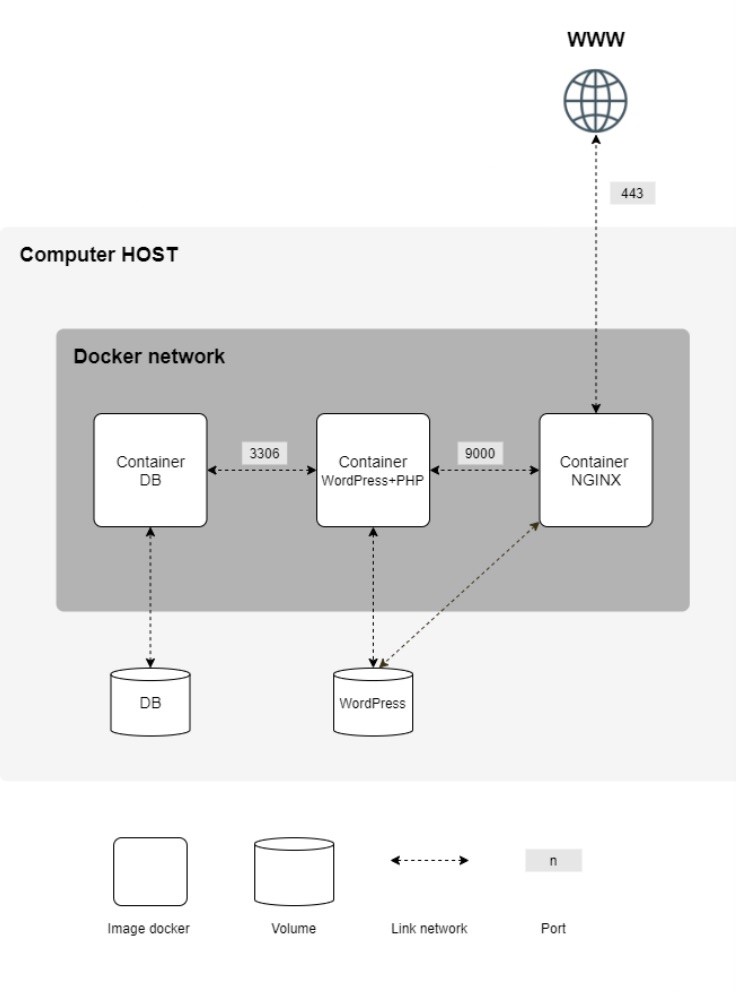 WWW
443
Computer HOST
Docker network
Container
DB
3306
Container
WordPress+PHP
9000
Container
NGINX
DB
WordPress
n
Image docker
Volume
Link network
Port